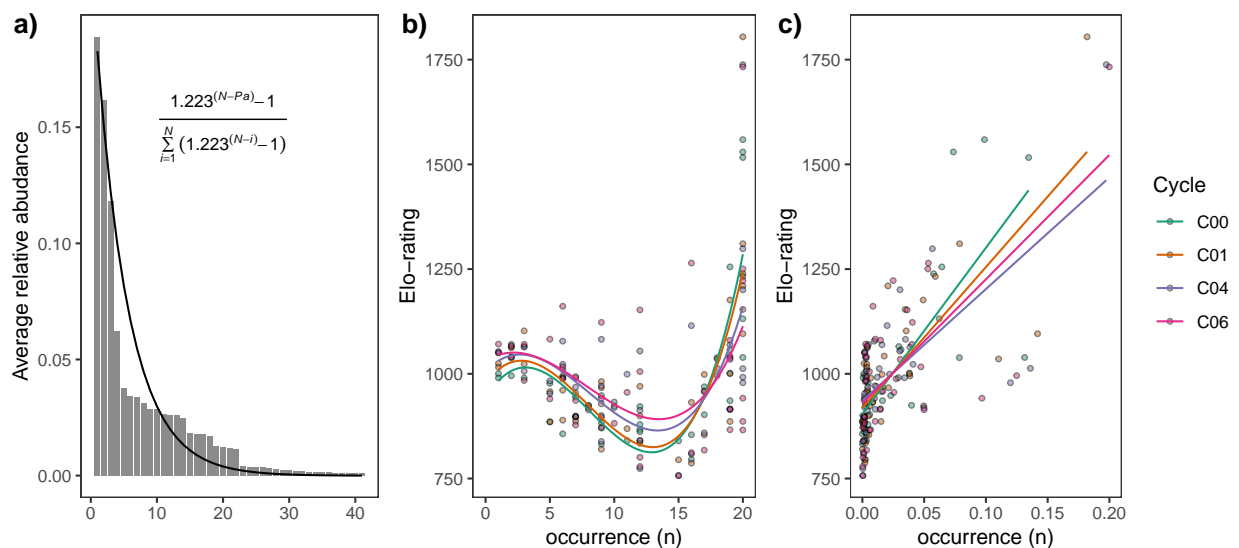 a)
Average relative abudance
0.15
0.10
0.05
0.00
0
10
20
30
40
1.223^(N−Pa)−1
N
∑ (1.223^(N−i)−1)
i=1
b)
Elo−rating
1750
1500
1250
1000
750
0
5
10
15
20
occurrence (n)
c)
Elo−rating
1750
1500
1250
1000
750
0.00
0.05
0.10
0.15
0.20
occurrence (n)
Cycle
C00
C01
C04
C06